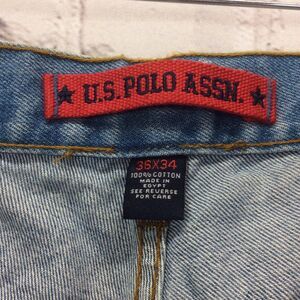 U.S. POLO ASSN.
36X34
100% COTTON
MADE IN
EGYPT
SEE REVERSE
FOR CARE